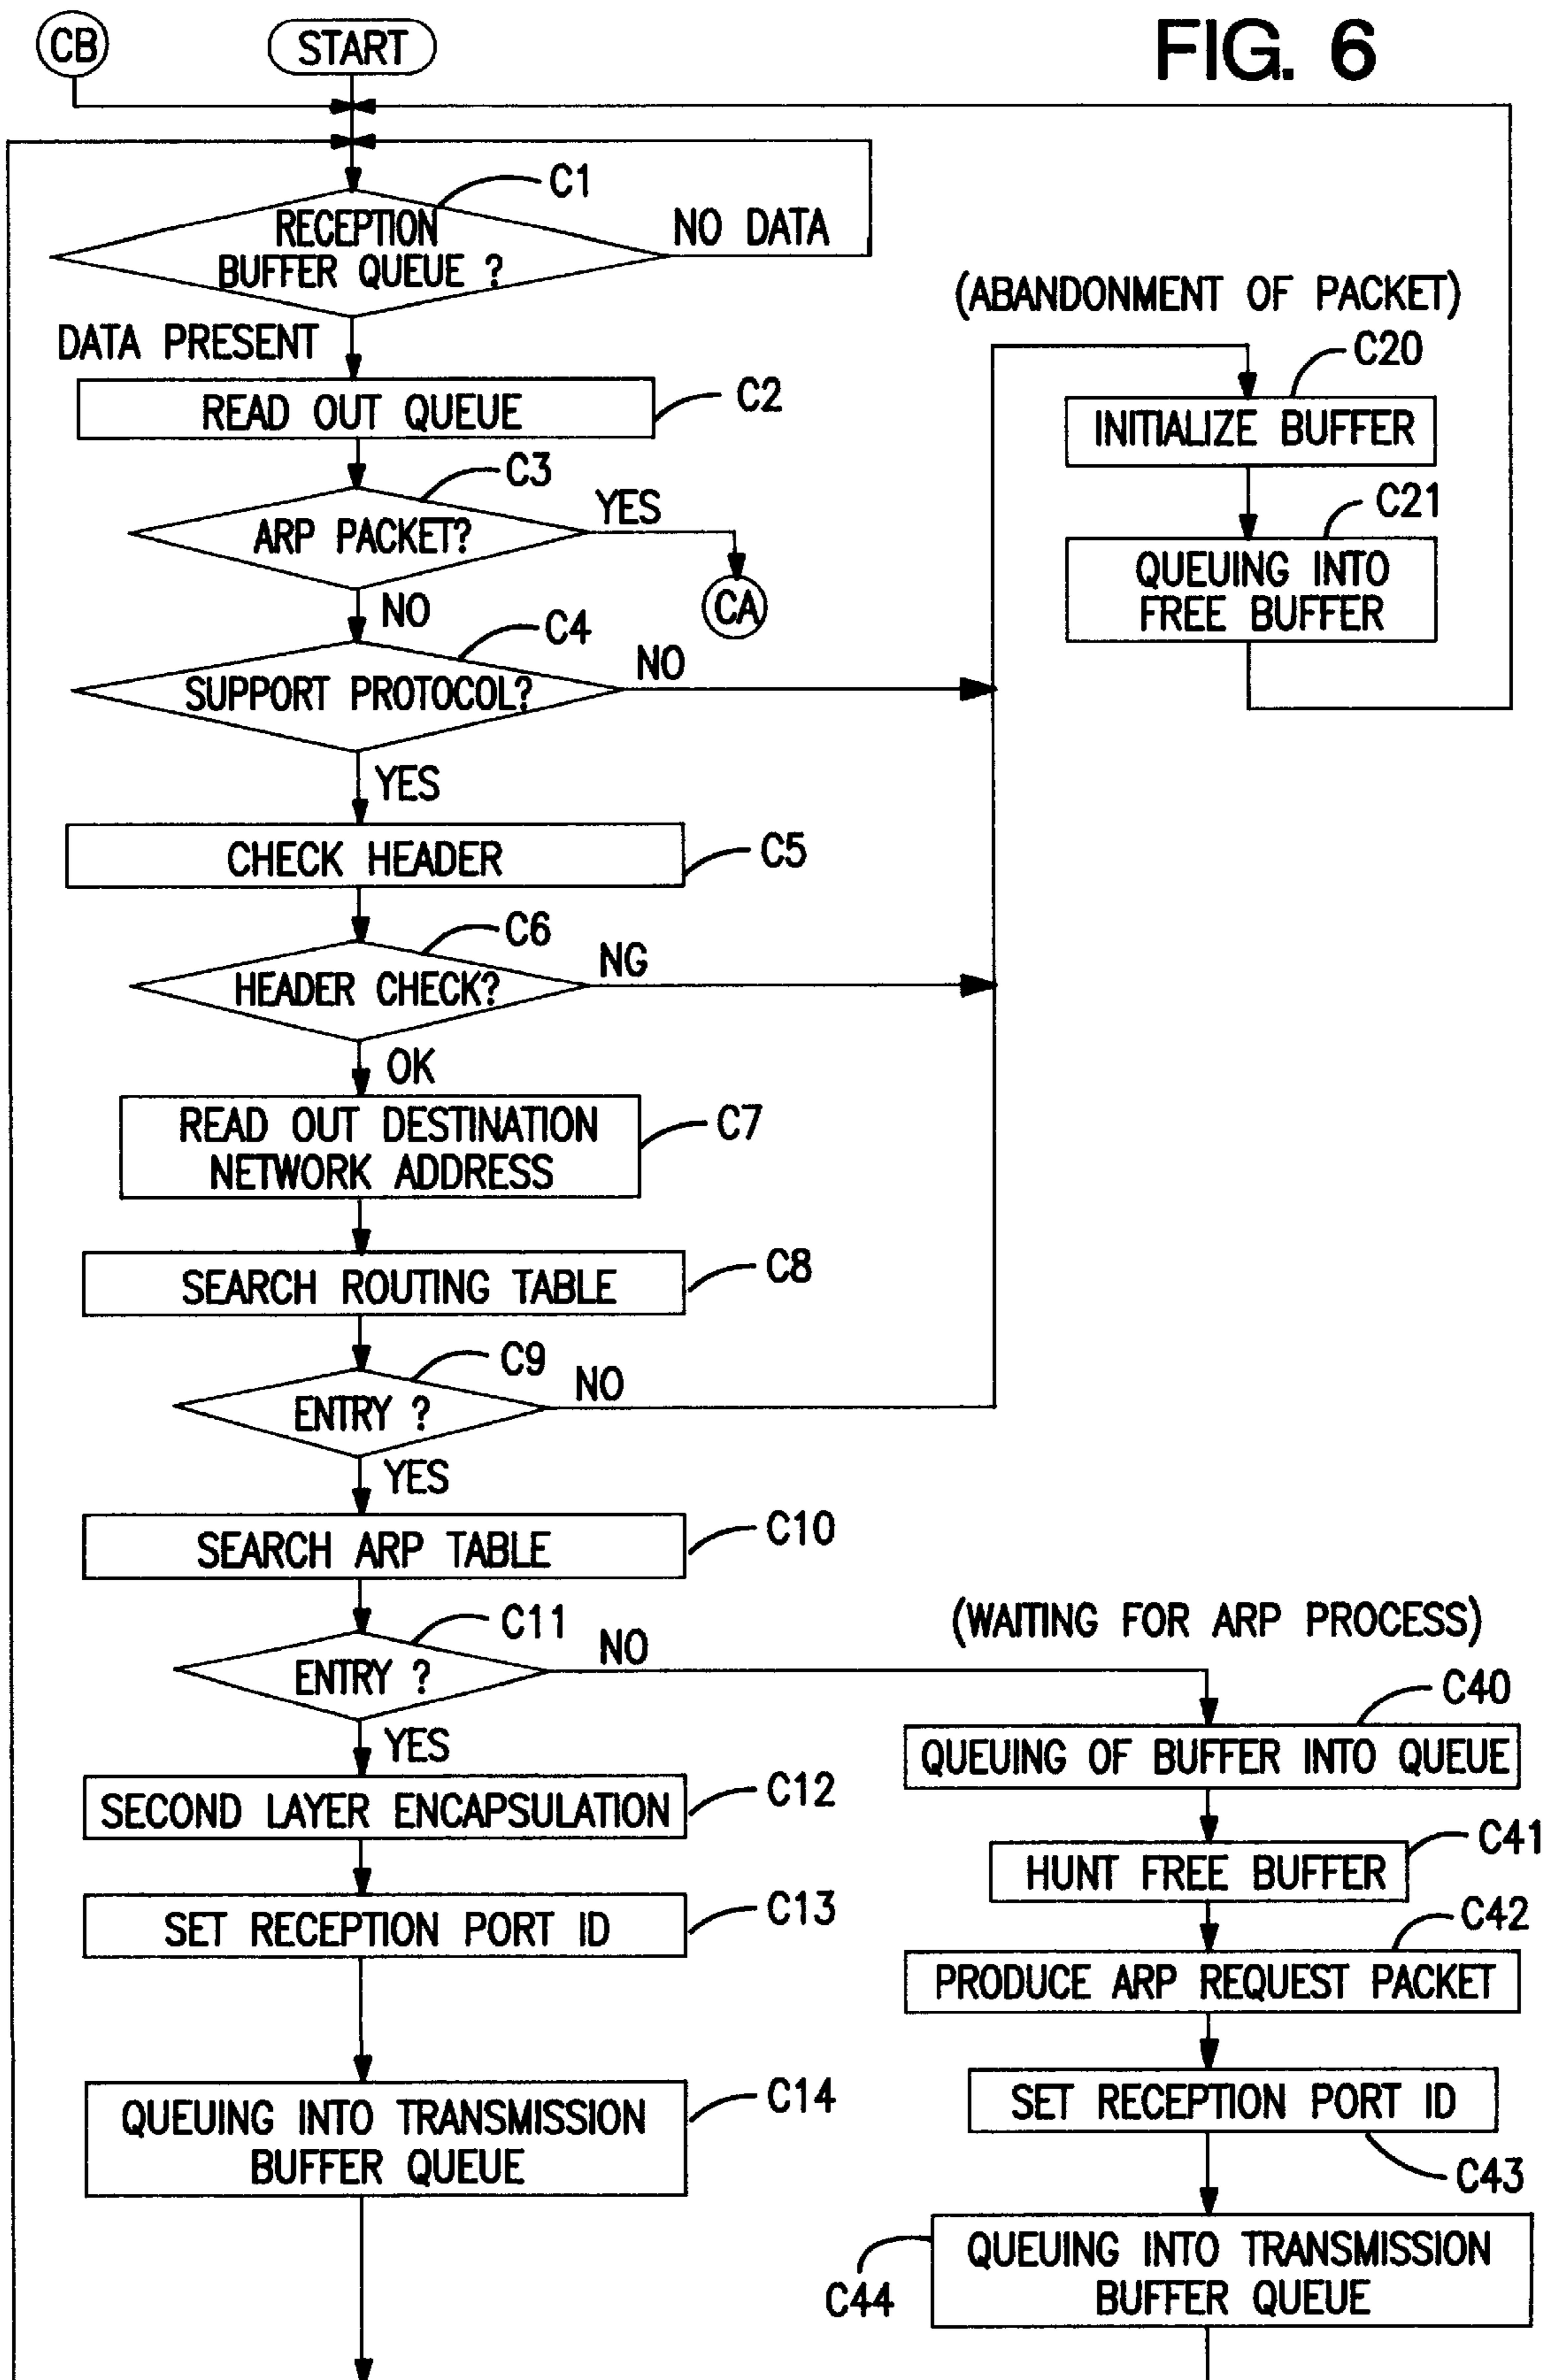 FIG. 6
CB
START
C1
RECEPTION
BUFFER QUEUE ?
NO DATA
DATA PRESENT
(ABANDONMENT OF PACKET)
C20
INITIALIZE BUFFER
C2
READ OUT QUEUE
C21
QUEUING INTO
FREE BUFFER
C3
ARP PACKET?
YES
CA
NO
C4
SUPPORT PROTOCOL?
NO
YES
CHECK HEADER
C5
C6
HEADER CHECK?
NG
OK
READ OUT DESTINATION
NETWORK ADDRESS
C7
SEARCH ROUTING TABLE
C8
C9
ENTRY ?
NO
YES
SEARCH ARP TABLE
C10
C11
ENTRY ?
NO
YES
(WAITING FOR ARP PROCESS)
C40
QUEUING OF BUFFER INTO QUEUE
SECOND LAYER ENCAPSULATION
C12
C41
HUNT FREE BUFFER
SET RECEPTION PORT ID
C13
C42
PRODUCE ARP REQUEST PACKET
SET RECEPTION PORT ID
C43
QUEUING INTO TRANSMISSION
BUFFER QUEUE
C14
QUEUING INTO TRANSMISSION
BUFFER QUEUE
C44